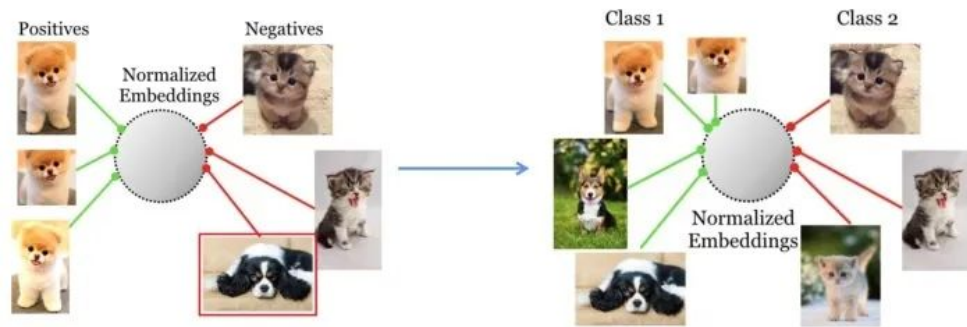 Positives
Negatives
Normalized
Embeddings
Class 1
Class 2
Normalized
Embeddings